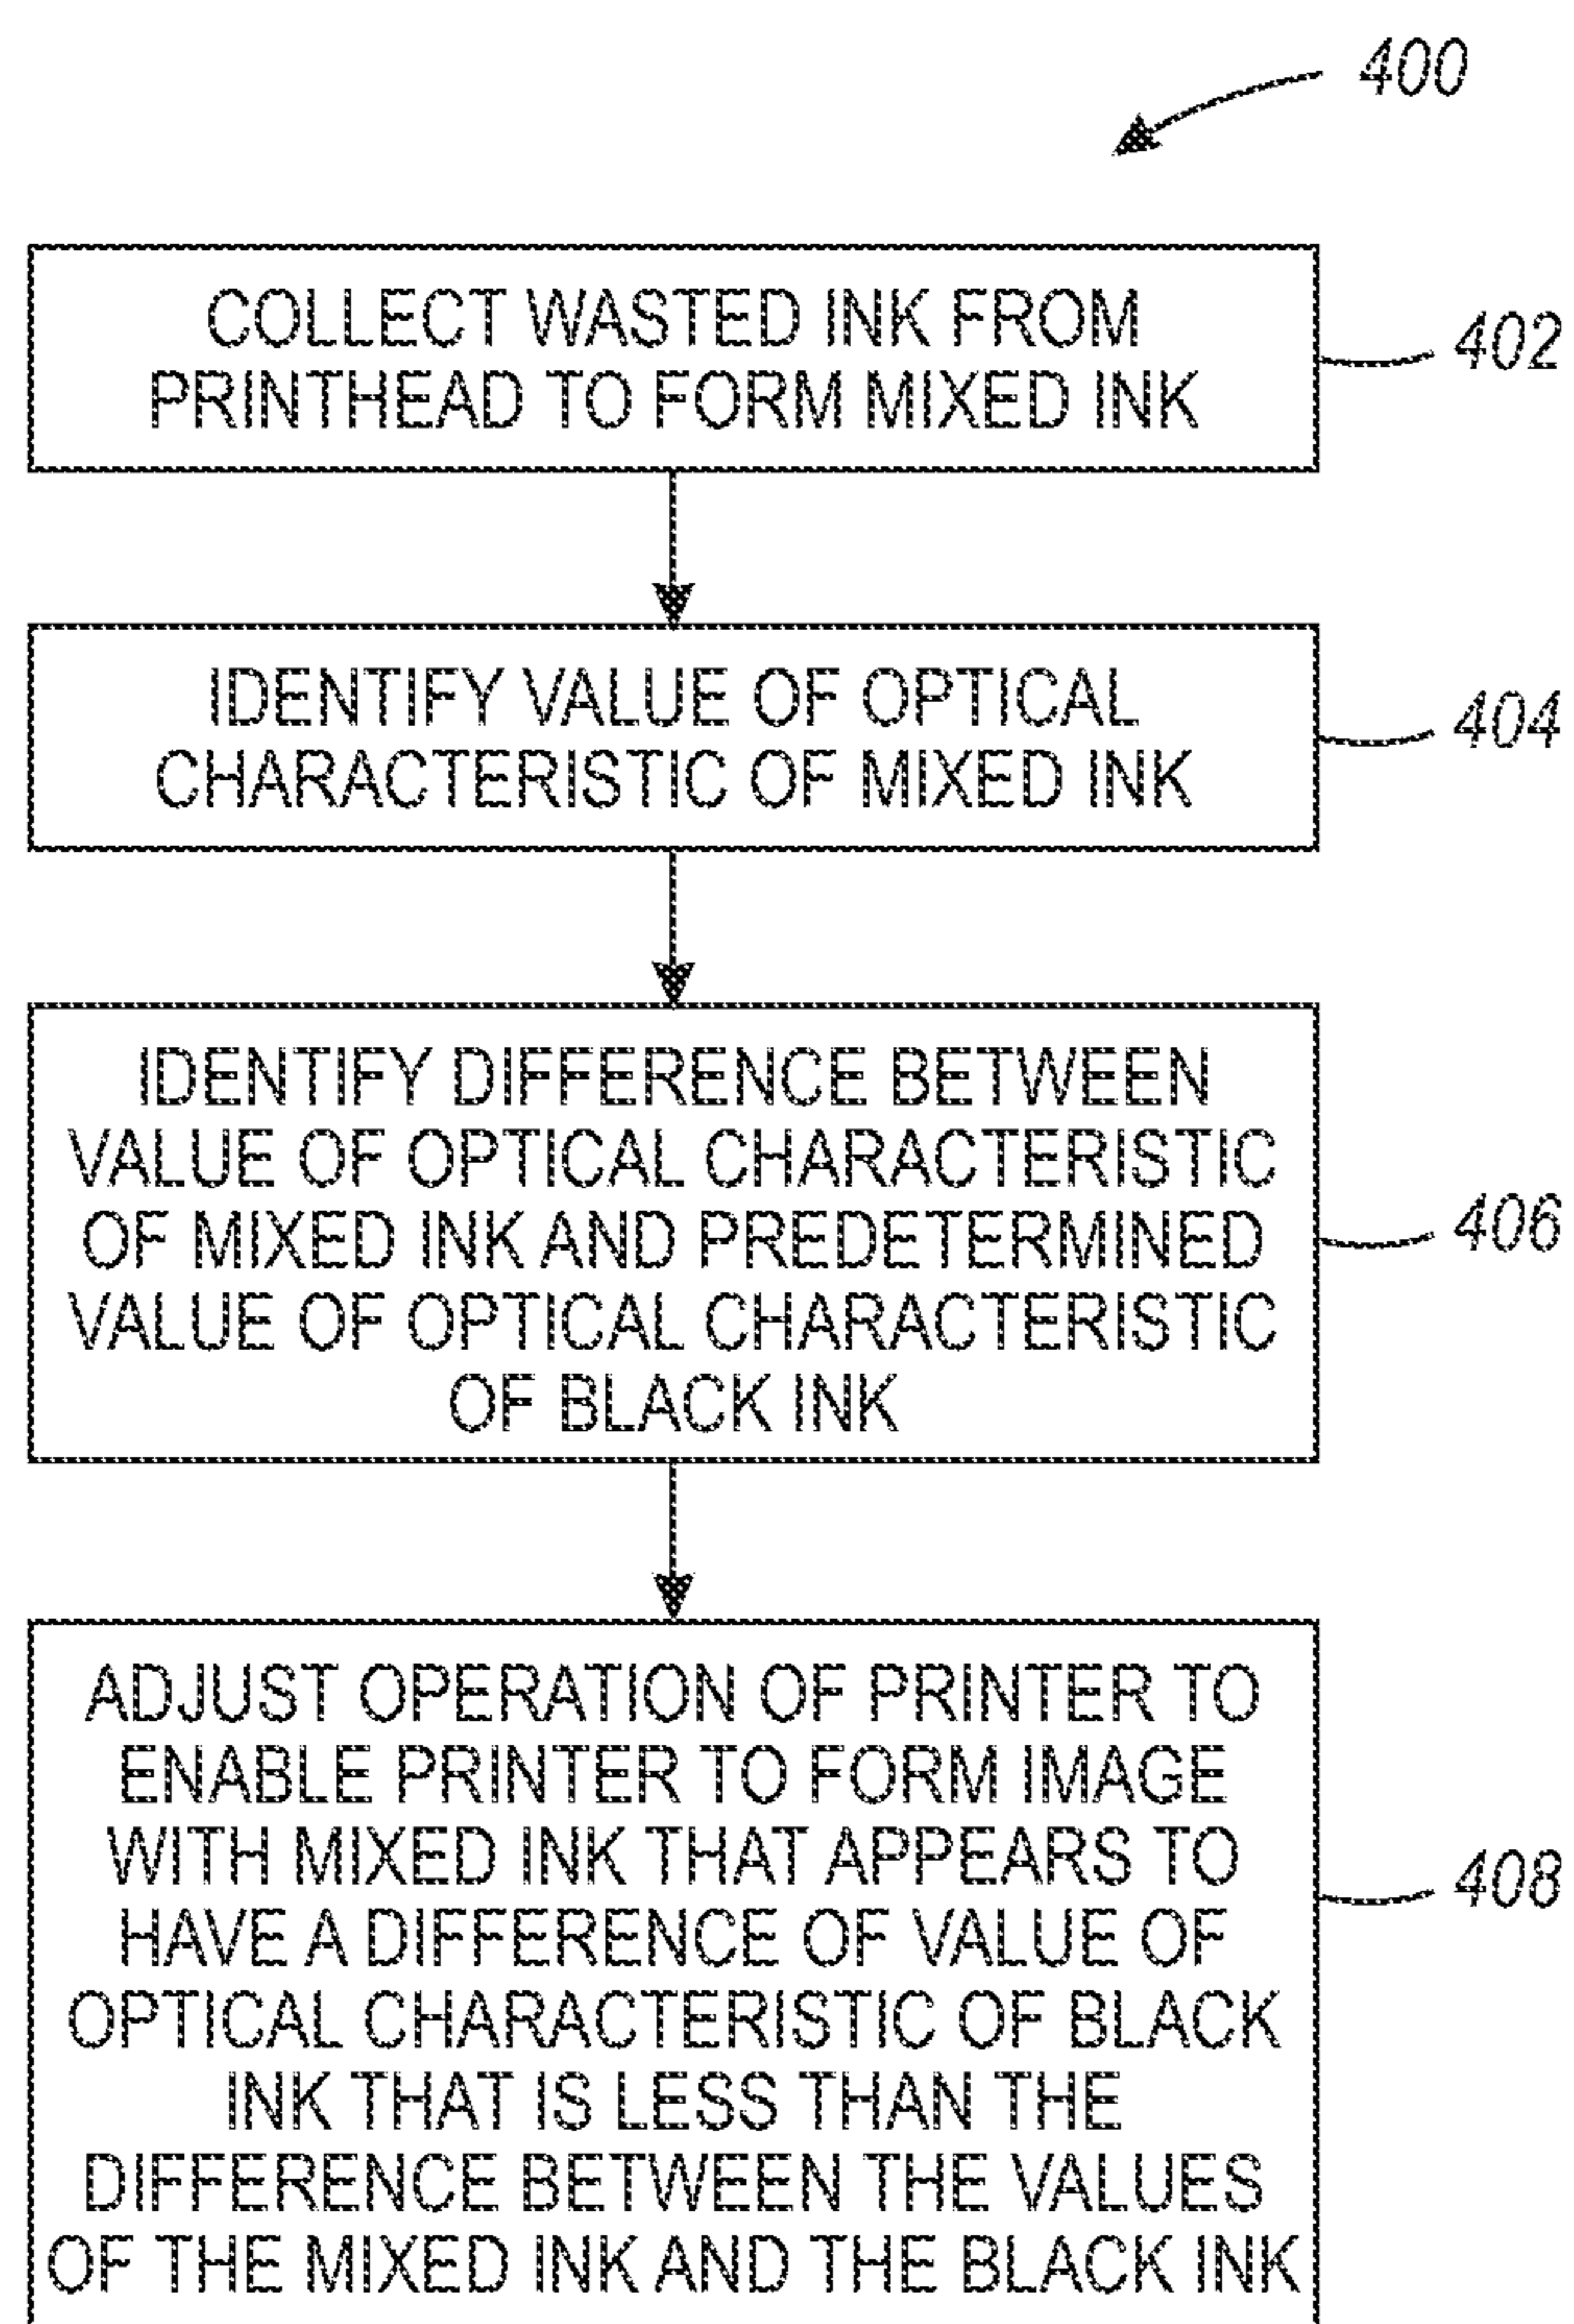 400
COLLECT WASTED INK FROM
PRINTHEAD TO FORM MIXED INK
402
IDENTIFY VALUE OF OPTICAL
CHARACTERISTIC OF MIXED INK
404
IDENTIFY DIFFERENCE BETWEEN
VALUE OF OPTICAL CHARACTERISTIC
OF MIXED INK AND PREDETERMINED
VALUE OF OPTICAL CHARACTERISTIC
OF BLACK INK
406
ADJUST OPERATION OF PRINTER TO
ENABLE PRINTER TO FORM IMAGE
WITH MIXED INK THAT APPEARS TO
HAVE A DIFFERENCE OF VALUE OF
OPTICAL CHARACTERISTIC OF BLACK
INK THAT IS LESS THAN THE
DIFFERENCE BETWEEN THE VALUES
OF THE MIXED INK AND THE BLACK INK
408